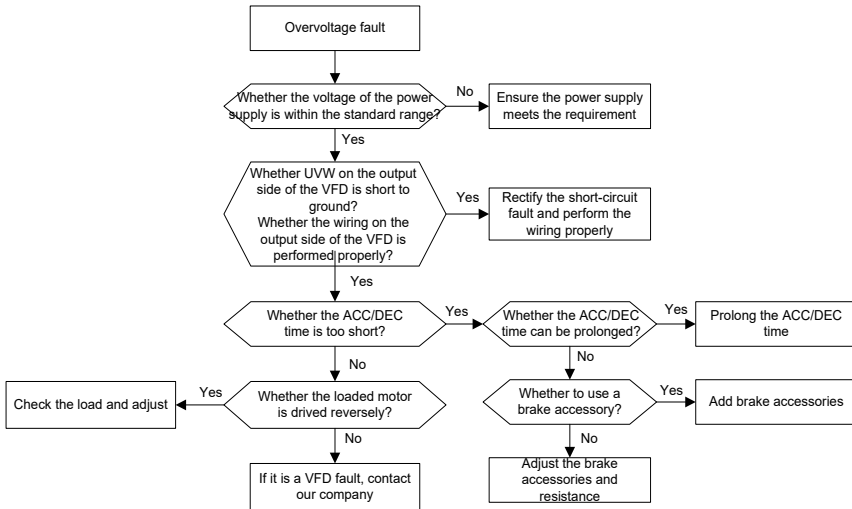 Overvoltage fault
Whether the voltage of the power
supply is within the standard range?
No
Ensure the power supply
meets the requirement
Yes
Whether UVW on the output
side of the VFD is short to
ground?
Whether the wiring on the
output side of the VFD is
performed properly?
Yes
Rectify the short-circuit
fault and perform the
wiring properly
Yes
Whether the ACC/DEC
time is too short?
Yes
Whether the ACC/DEC
time can be prolonged?
Yes
Prolong the ACC/DEC
time
No
No
Check the load and adjust
Yes
Whether the loaded motor
is drived reversely?
Whether to use a
brake accessory?
Yes
Add brake accessories
No
No
If it is a VFD fault, contact
our company
Adjust the brake
accessories and
resistance